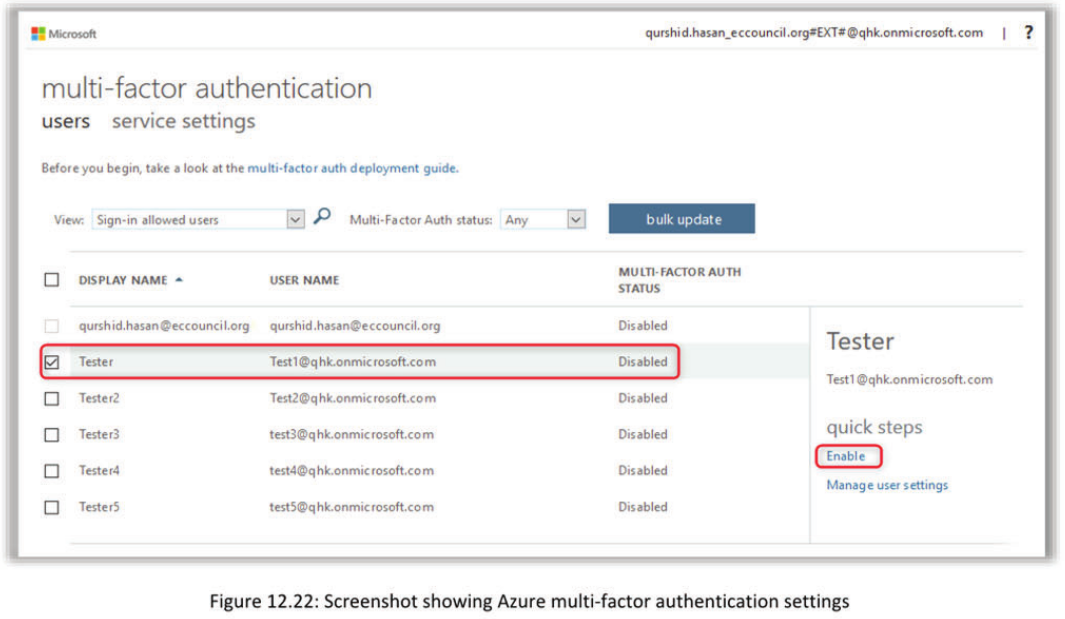 Microsoft
qurshid.hasan_eccouncil.org#EXT#@qhk.onmicrosoft.com | ?
multi-factor authentication
users service settings
Before you begin, take a look at the multi-factor auth deployment guide.
View: Sign-in allowed users Multi-Factor Auth status: Any bulk update
DISPLAY NAME USER NAME MULTI-FACTOR AUTH STATUS
qurshid.hasan@eccouncil.org qurshid.hasan@eccouncil.org Disabled
Tester Test1@qhk.onmicrosoft.com Disabled
Tester2 Test2@qhk.onmicrosoft.com Disabled
Tester3 test3@qhk.onmicrosoft.com Disabled
Tester4 test4@qhk.onmicrosoft.com Disabled
Tester5 test5@qhk.onmicrosoft.com Disabled
Tester
Test1@qhk.onmicrosoft.com
quick steps
Enable
Manage user settings
Figure 12.22: Screenshot showing Azure multi-factor authentication settings